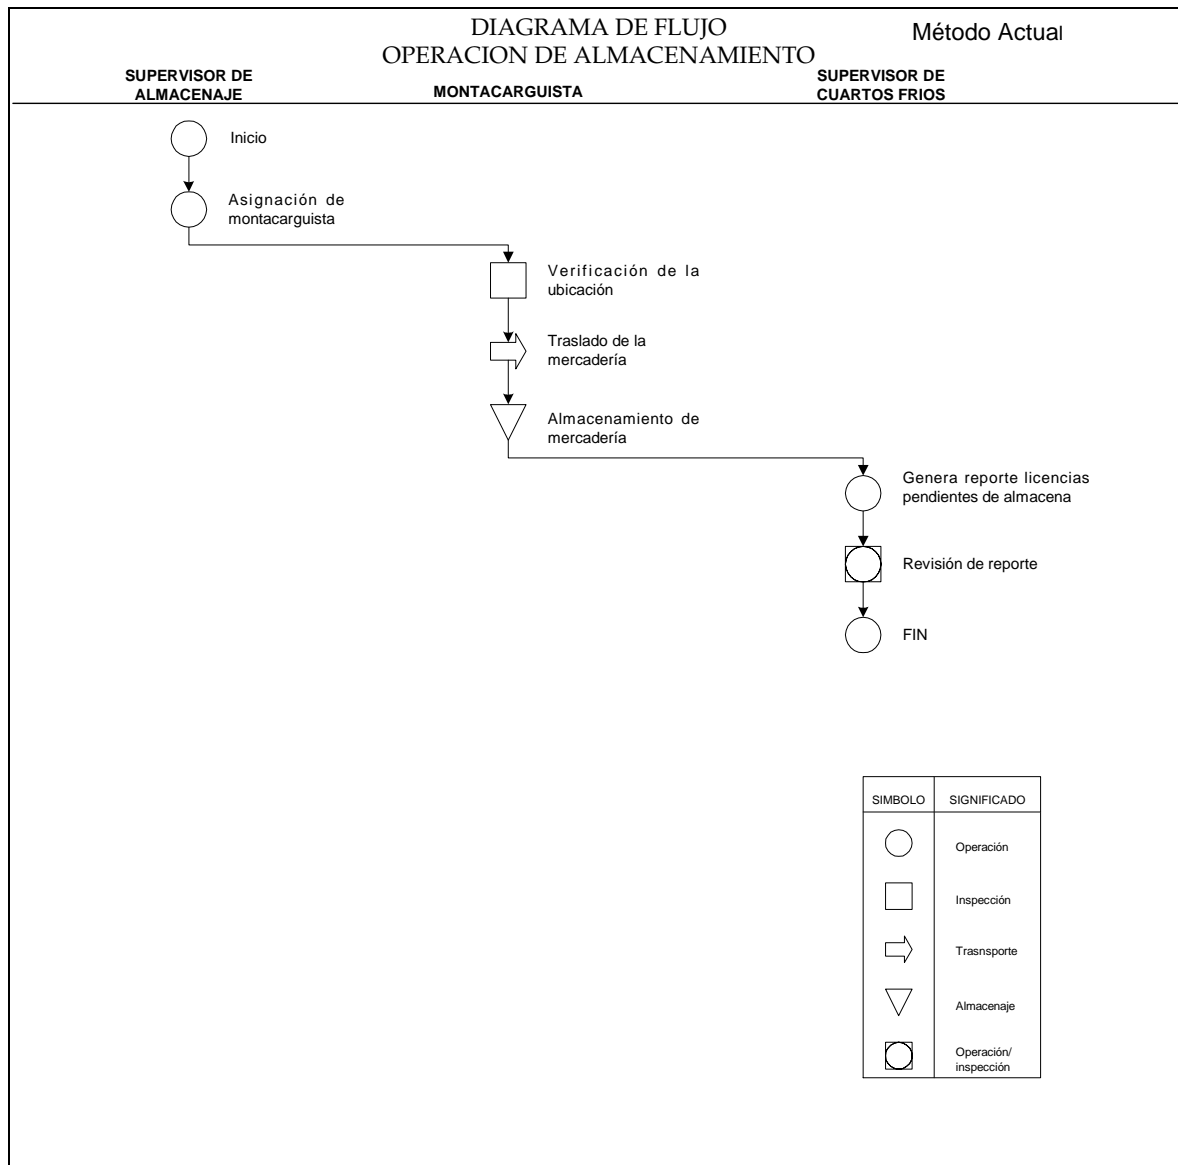 DIAGRAMA DE FLUJO
OPERACION DE ALMACENAMIENTO
Método Actual
SUPERVISOR DE
ALMACENAJE
MONTACARGUISTA
SUPERVISOR DE
CUARTOS FRIOS
Inicio
Asignación de
montacarguista
Verificación de la
ubicación
Traslado de la
mercadería
Almacenamiento de
mercadería
Genera reporte licencias
pendientes de almacena
Revisión de reporte
FIN
SIMBOLO SIGNIFICADO
Operación
Inspección
Trasnsporte
Almacenaje
Operación/
inspección